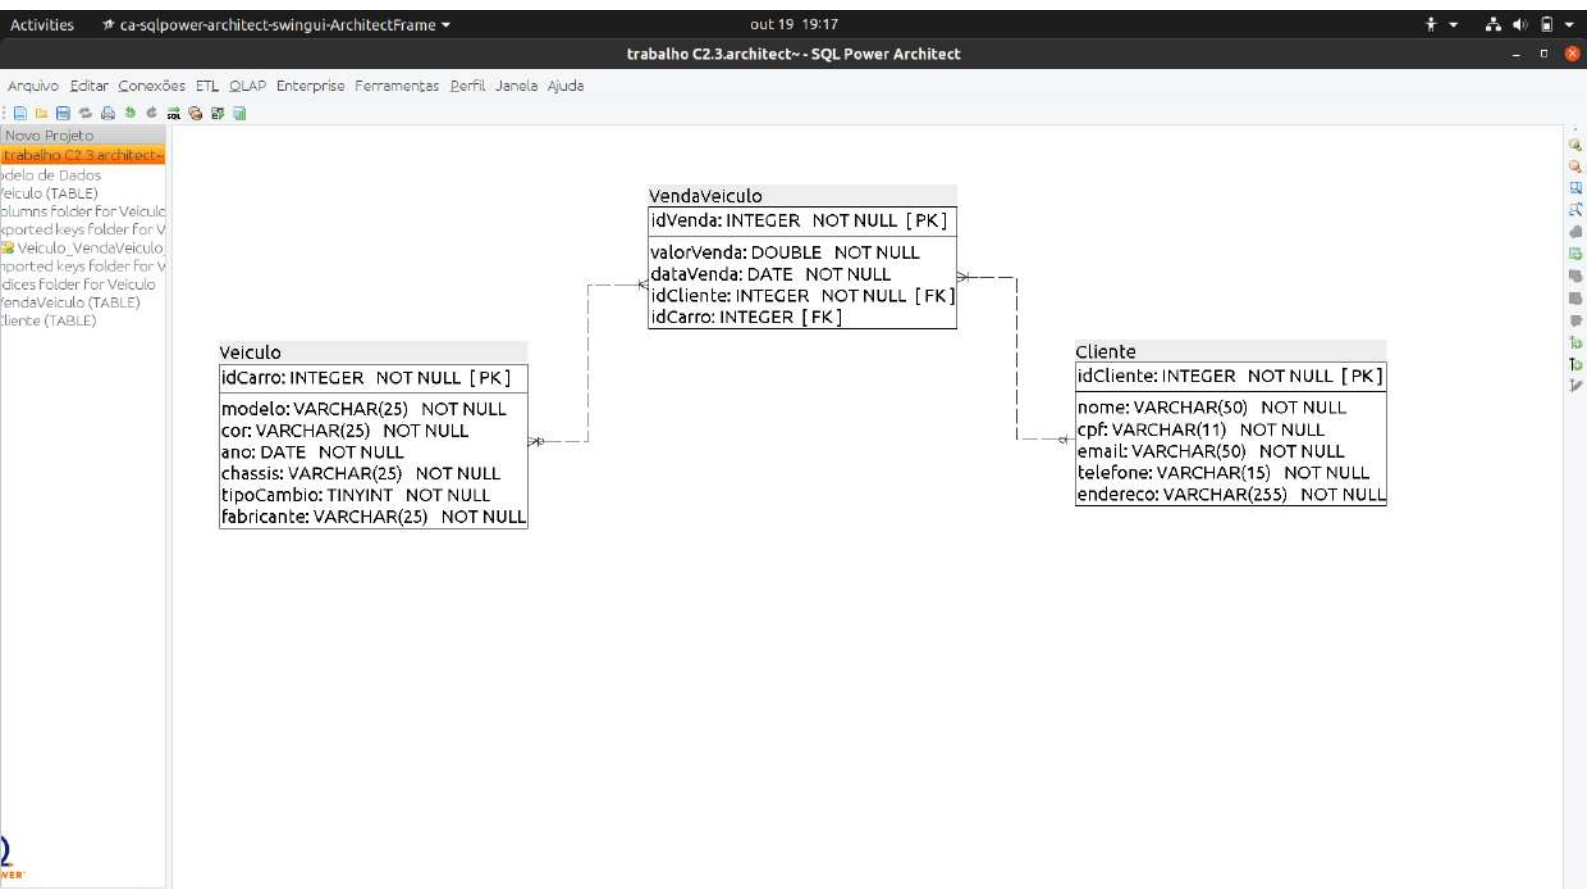 Activities ca-sqlpower-architect-swingui-ArchitectFrame out 19 19:17
trabalho C2.3.architect~ - SQL Power Architect
Arquivo Editar Conexões ETL OLAP Enterprise Ferramentas Perfil Janela Ajuda
SQL
Novo Projeto
trabalho C2.3.architect~
odelo de Dados
Veiculo (TABLE)
olumns folder for Veiculo
xported keys folder for V
Veiculo_VendaVeiculo_
mported keys folder for V
dices folder for Veiculo
VendaVeiculo (TABLE)
Cliente (TABLE)
VendaVeiculo
idVenda: INTEGER NOT NULL [ PK ]
valorVenda: DOUBLE NOT NULL
dataVenda: DATE NOT NULL
idCliente: INTEGER NOT NULL [ FK ]
idCarro: INTEGER [ FK ]
Veiculo
idCarro: INTEGER NOT NULL [ PK ]
modelo: VARCHAR(25) NOT NULL
cor: VARCHAR(25) NOT NULL
ano: DATE NOT NULL
chassis: VARCHAR(25) NOT NULL
tipoCambio: TINYINT NOT NULL
fabricante: VARCHAR(25) NOT NULL
Cliente
idCliente: INTEGER NOT NULL [ PK ]
nome: VARCHAR(50) NOT NULL
cpf: VARCHAR(11) NOT NULL
email: VARCHAR(50) NOT NULL
telefone: VARCHAR(15) NOT NULL
endereco: VARCHAR(255) NOT NULL
WER